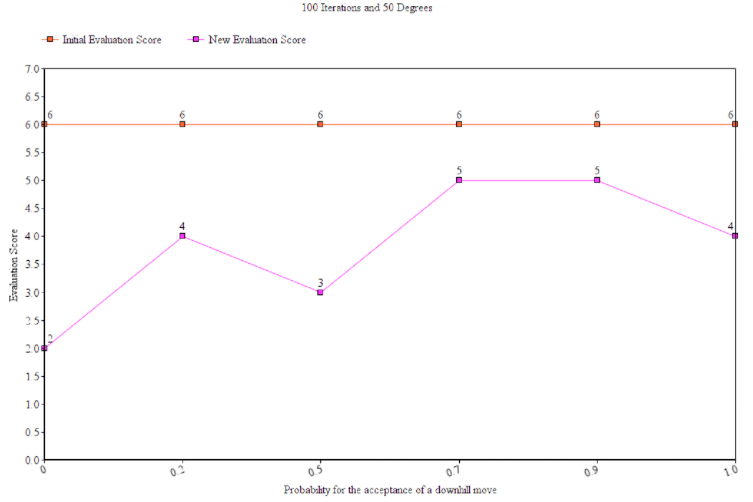 100 Iterations and 50 Degrees
Initial Evaluation Score
New Evaluation Score
7.0
6.5
6.0
5.5
5.0
4.5
4.0
3.5
3.0
2.5
2.0
1.5
1.0
0.5
0.0
Evaluation Score
6 6 6 6 6 6
2 4 3 5 5 4
0 0.2 0.5 0.7 0.9 1.0
Probability for the acceptance of a downhill move